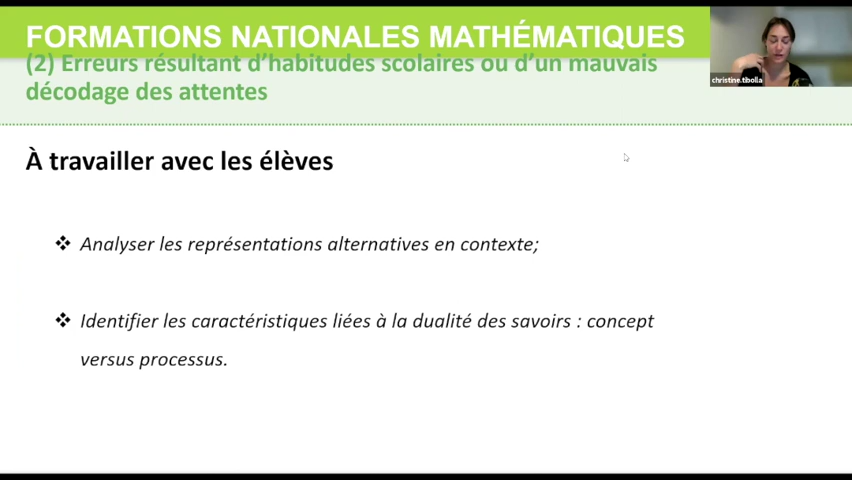 FORMATIONS NATIONALES MATHÉMATIQUES
(2) Erreurs résultant d'habitudes scolaires ou d'un mauvais
décodage des attentes
christine.tibolla
À travailler avec les élèves
❖ Analyser les représentations alternatives en contexte;
❖ Identifier les caractéristiques liées à la dualité des savoirs : concept
versus processus.